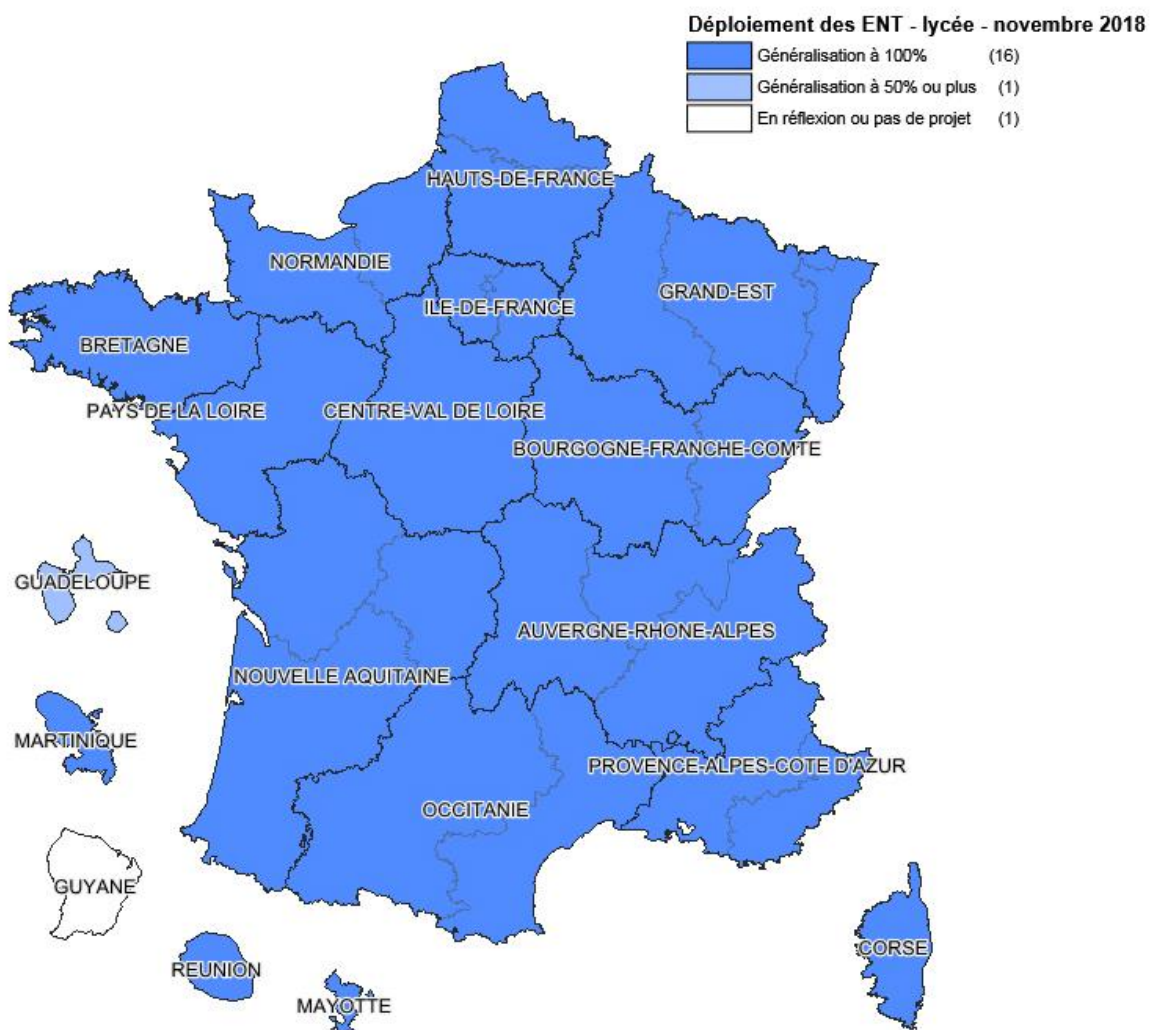 Déploiement des ENT - lycée - novembre 2018
Généralisation à 100% (16)
Généralisation à 50% ou plus (1)
En réflexion ou pas de projet (1)
HAUTS-DE-FRANCE
NORMANDIE
ILE-DE-FRANCE
GRAND-EST
BRETAGNE
PAYS DE LA LOIRE
CENTRE-VAL DE LOIRE
BOURGOGNE-FRANCHE-COMTE
GUADELOUPE
AUVERGNE-RHONE-ALPES
NOUVELLE AQUITAINE
MARTINIQUE
PROVENCE-ALPES-COTE D'AZUR
OCCITANIE
GUYANE
CORSE
REUNION
MAYOTTE